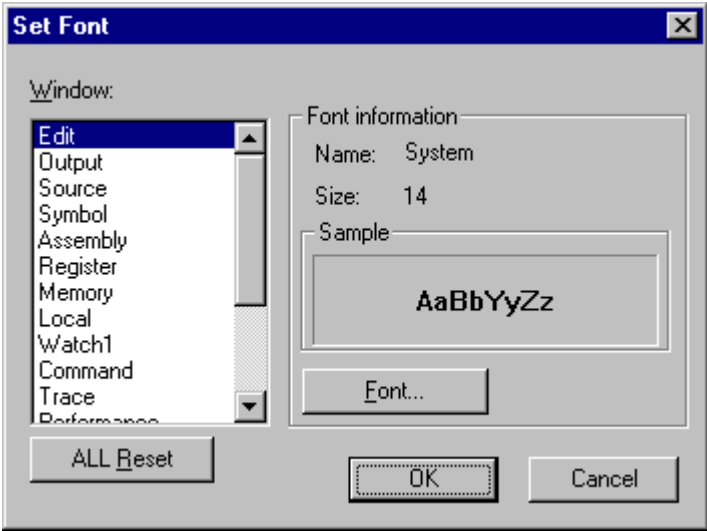 Set Font
Window:
Edit
Output
Source
Symbol
Assembly
Register
Memory
Local
Watch1
Command
Trace
Performance
ALL Reset
Font information
Name: System
Size: 14
Sample
AaBbYyZz
Font...
OK
Cancel